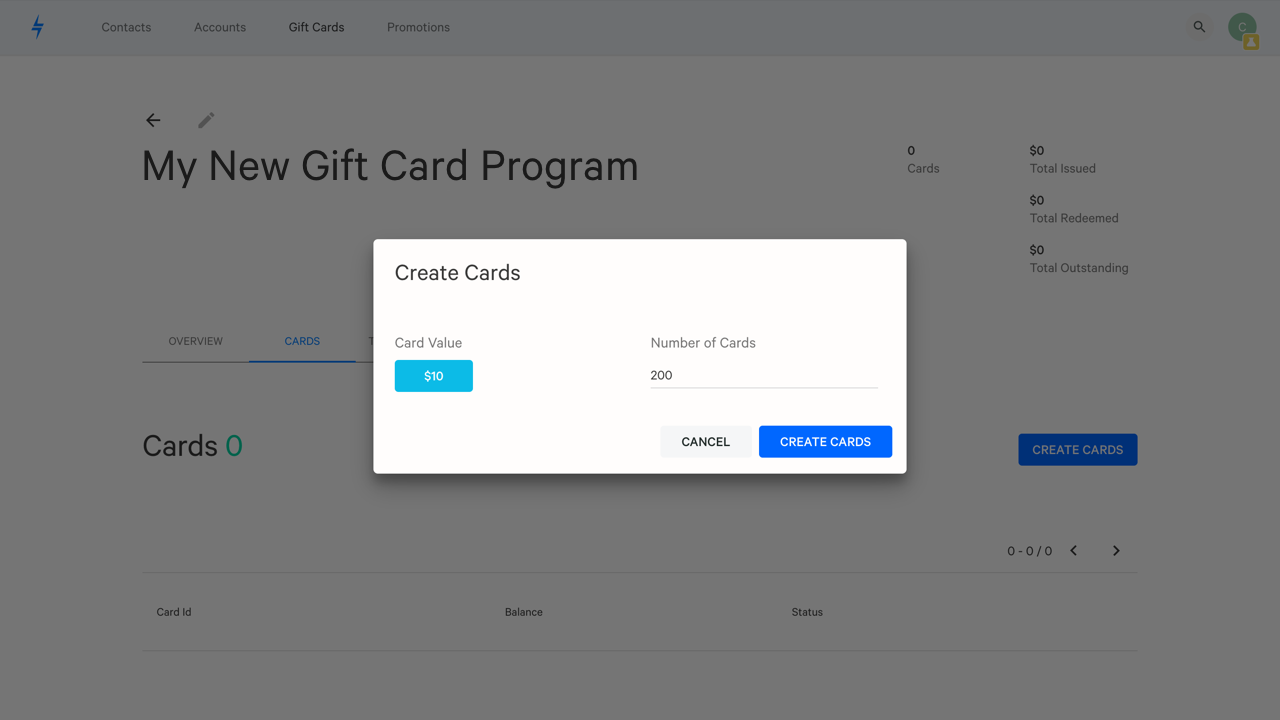 Contacts Accounts Gift Cards Promotions C
My New Gift Card Program
0
Cards
$0
Total Issued
$0
Total Redeemed
$0
Total Outstanding
OVERVIEW CARDS T
Create Cards
Card Value Number of Cards
$10 200
CANCEL CREATE CARDS
Cards 0 CREATE CARDS
0 - 0 / 0
Card Id Balance Status